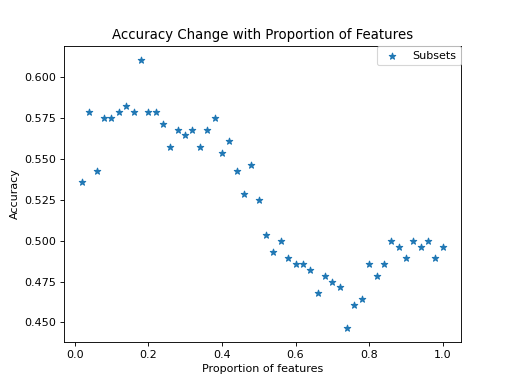 Accuracy Change with Proportion of Features
Subsets
0.600
0.575
0.550
0.525
0.500
0.475
0.450
Accuracy
0.0 0.2 0.4 0.6 0.8 1.0
Proportion of features